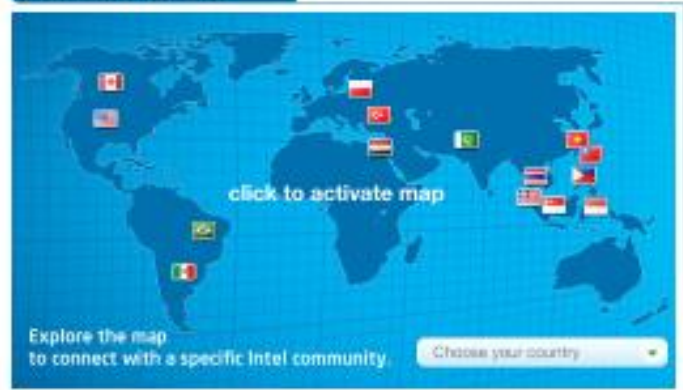 click to activate map
Explore the map
to connect with a specific Intel community.
Choose your country